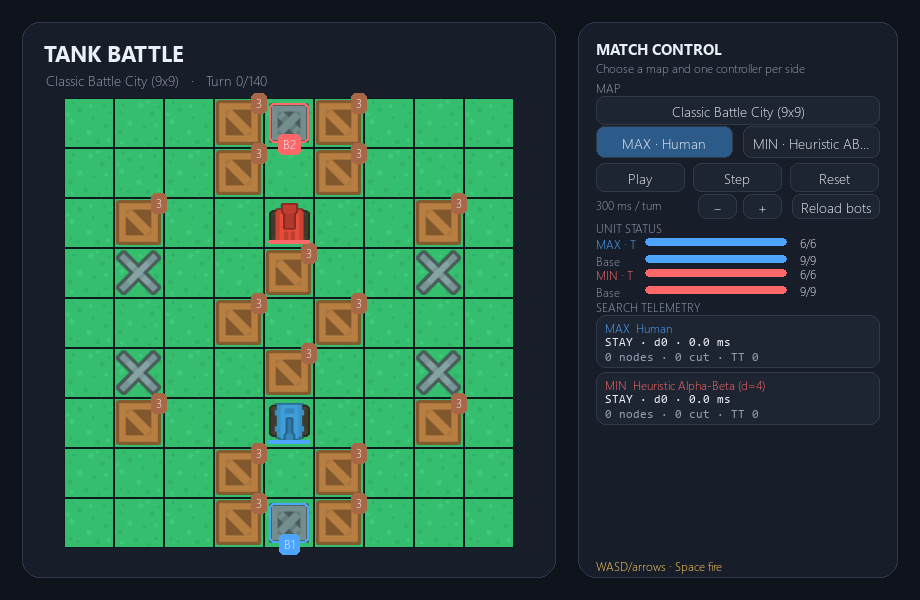 TANK BATTLE
Classic Battle City (9x9) · Turn 0/140
3 3
B2
3 3
3 3
3
3 3
3
3 3
3 3
3 3
B1
MATCH CONTROL
Choose a map and one controller per side
MAP
Classic Battle City (9x9)
MAX · Human MIN · Heuristic AB...
Play Step Reset
300 ms / turn − + Reload bots
UNIT STATUS
MAX · T 6/6
Base 9/9
MIN · T 6/6
Base 9/9
SEARCH TELEMETRY
MAX Human
STAY · d0 · 0.0 ms
0 nodes · 0 cut · TT 0
MIN Heuristic Alpha-Beta (d=4)
STAY · d0 · 0.0 ms
0 nodes · 0 cut · TT 0
WASD/arrows · Space fire